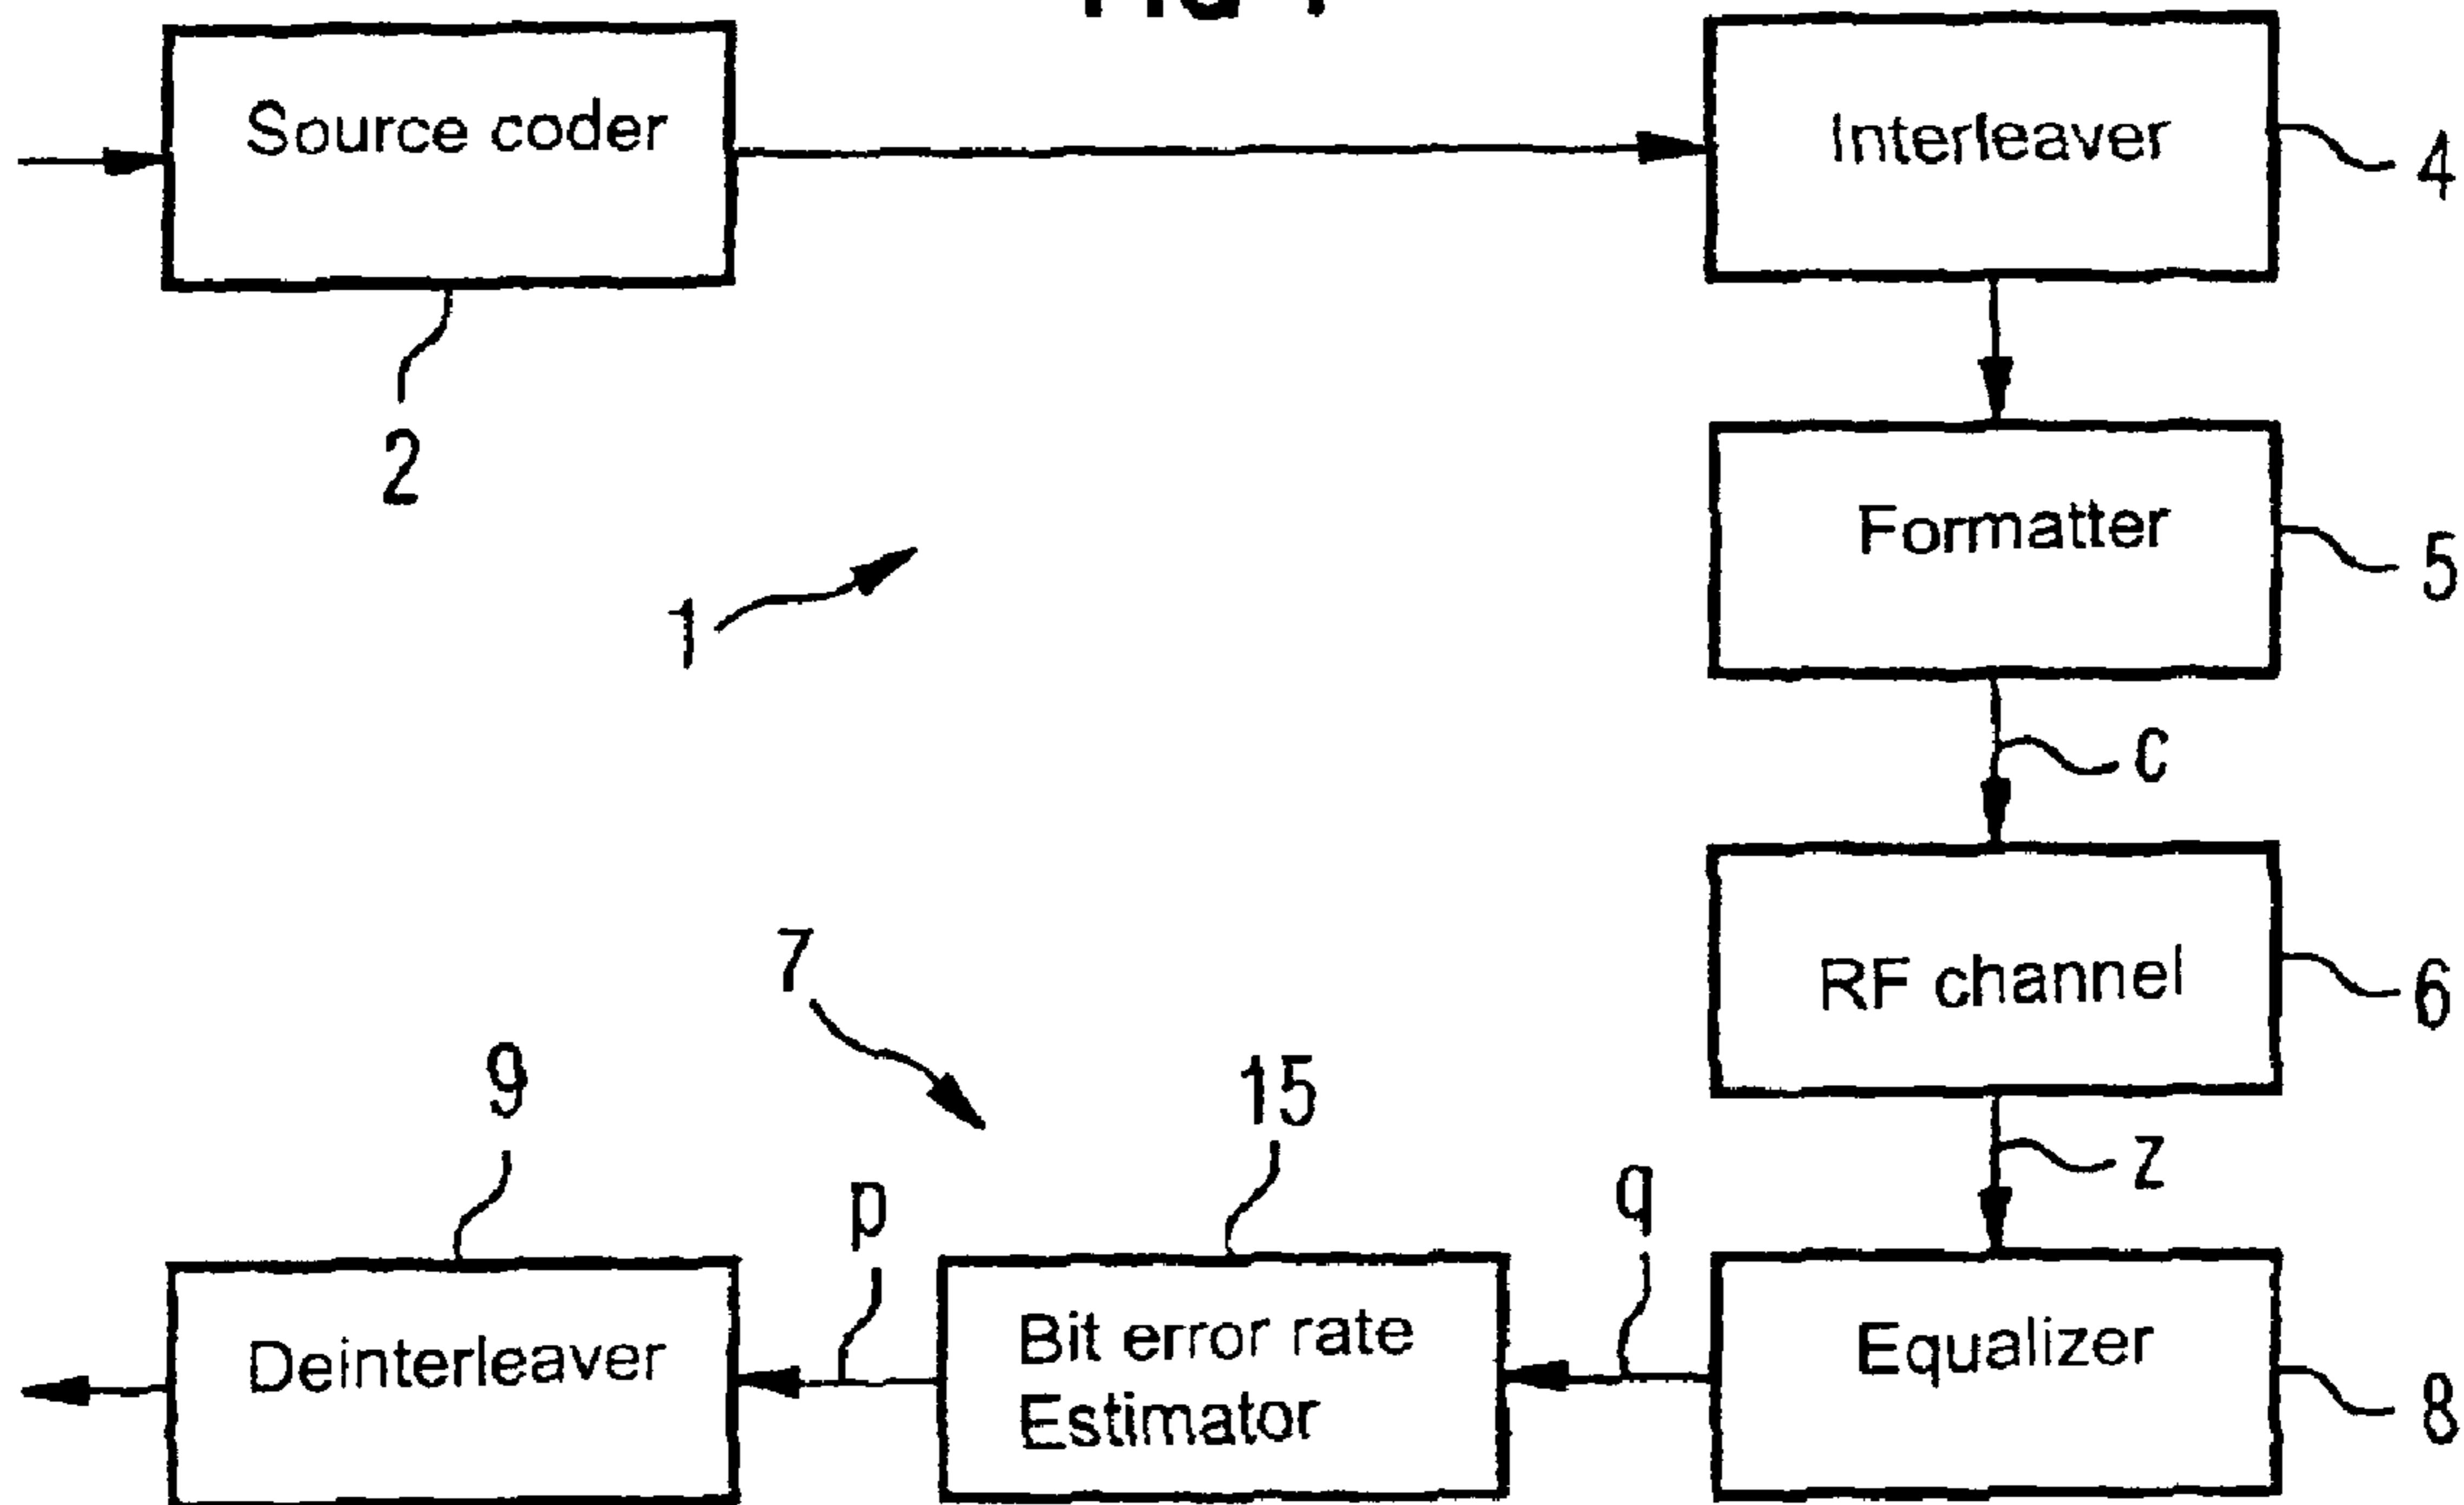 Source coder
Interleaver
4
2
Formatter
5
1
c
RF channel
6
7
9
15
z
p
q
Deinterleaver
Bit error rate
Estimator
Equalizer
8